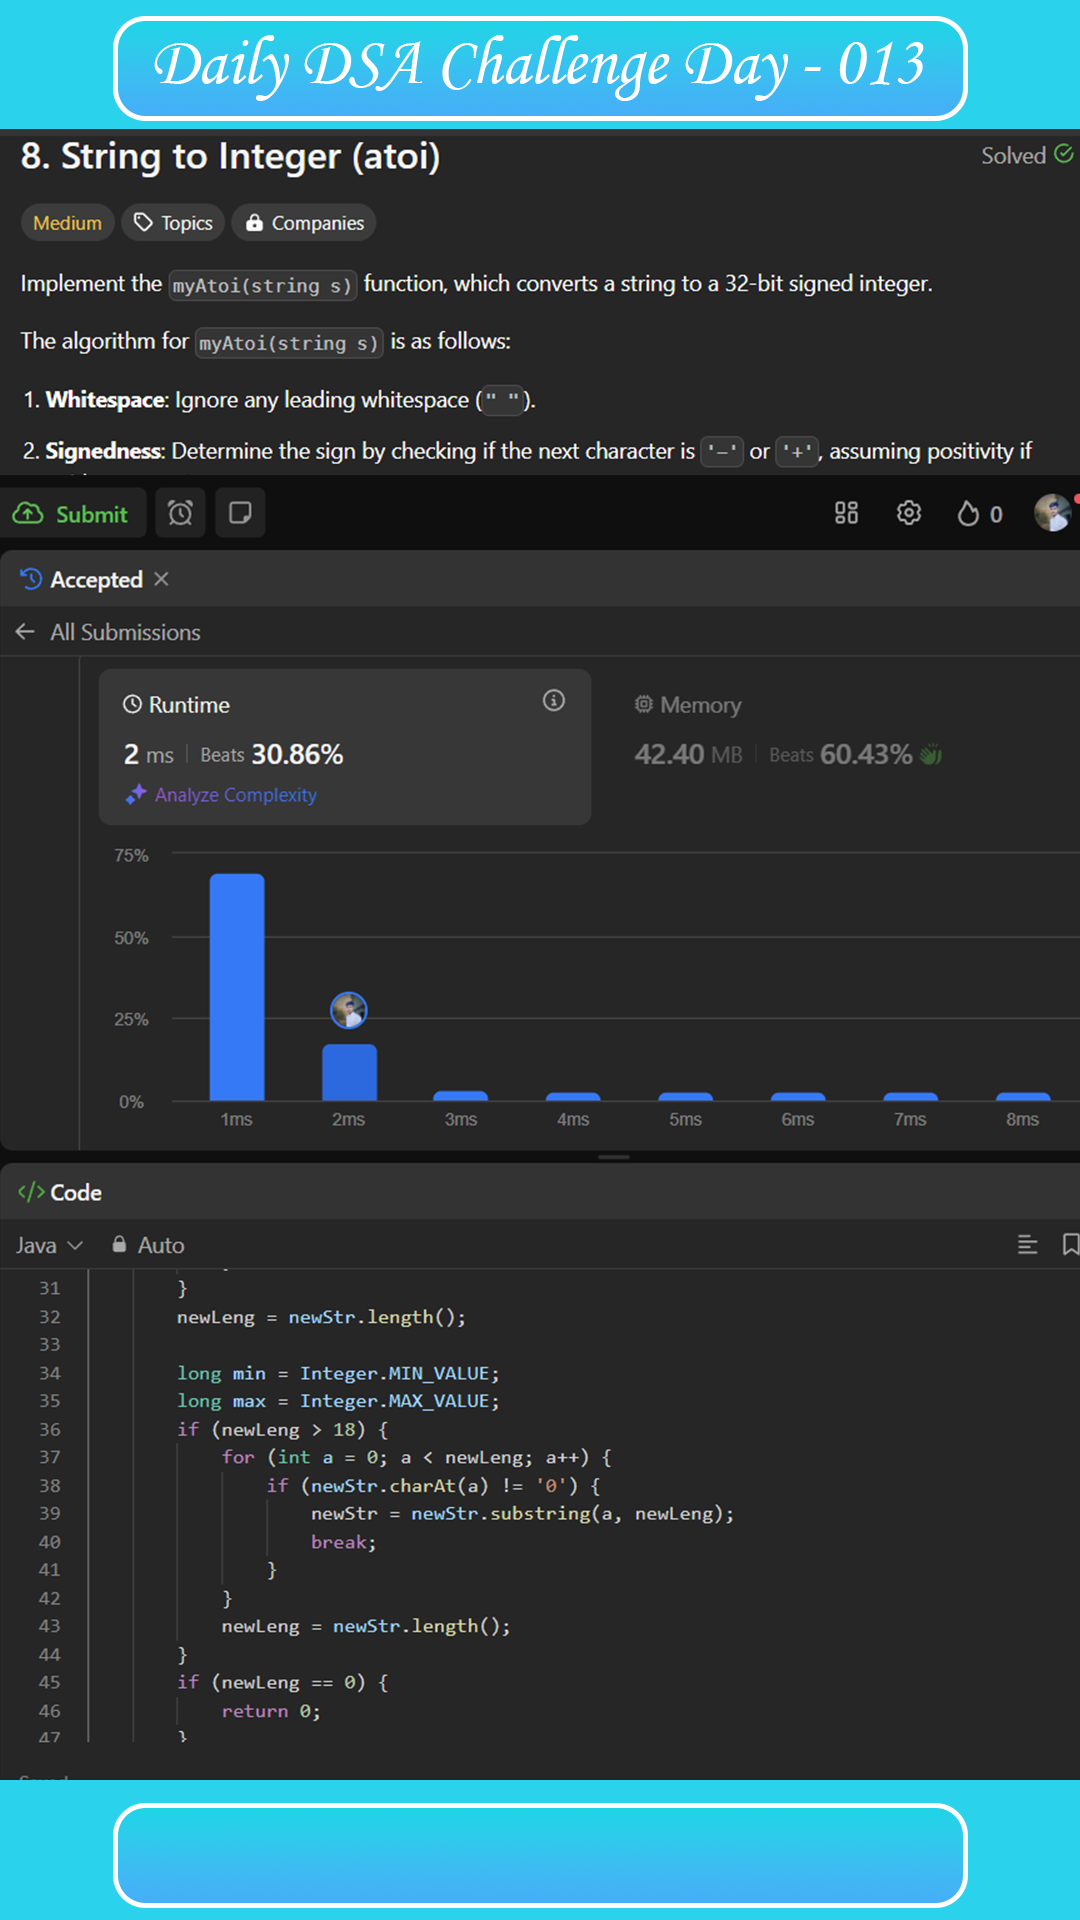 Daily DSA Challenge Day - 013
8. String to Integer (atoi)
Solved
Medium Topics Companies
Implement the myAtoi(string s) function, which converts a string to a 32-bit signed integer.
The algorithm for myAtoi(string s) is as follows:
1. Whitespace: Ignore any leading whitespace (" ").
2. Signedness: Determine the sign by checking if the next character is '-' or '+', assuming positivity if
Submit
0
Accepted
All Submissions
Runtime
2 ms Beats 30.86%
Analyze Complexity
Memory
42.40 MB Beats 60.43%
75%
50%
25%
0%
1ms 2ms 3ms 4ms 5ms 6ms 7ms 8ms
</> Code
Java Auto
31 }
32 newLeng = newStr.length();
33
34 long min = Integer.MIN_VALUE;
35 long max = Integer.MAX_VALUE;
36 if (newLeng > 18) {
37 for (int a = 0; a < newLeng; a++) {
38 if (newStr.charAt(a) != '0') {
39 newStr = newStr.substring(a, newLeng);
40 break;
41 }
42 }
43 newLeng = newStr.length();
44 }
45 if (newLeng == 0) {
46 return 0;
47 }